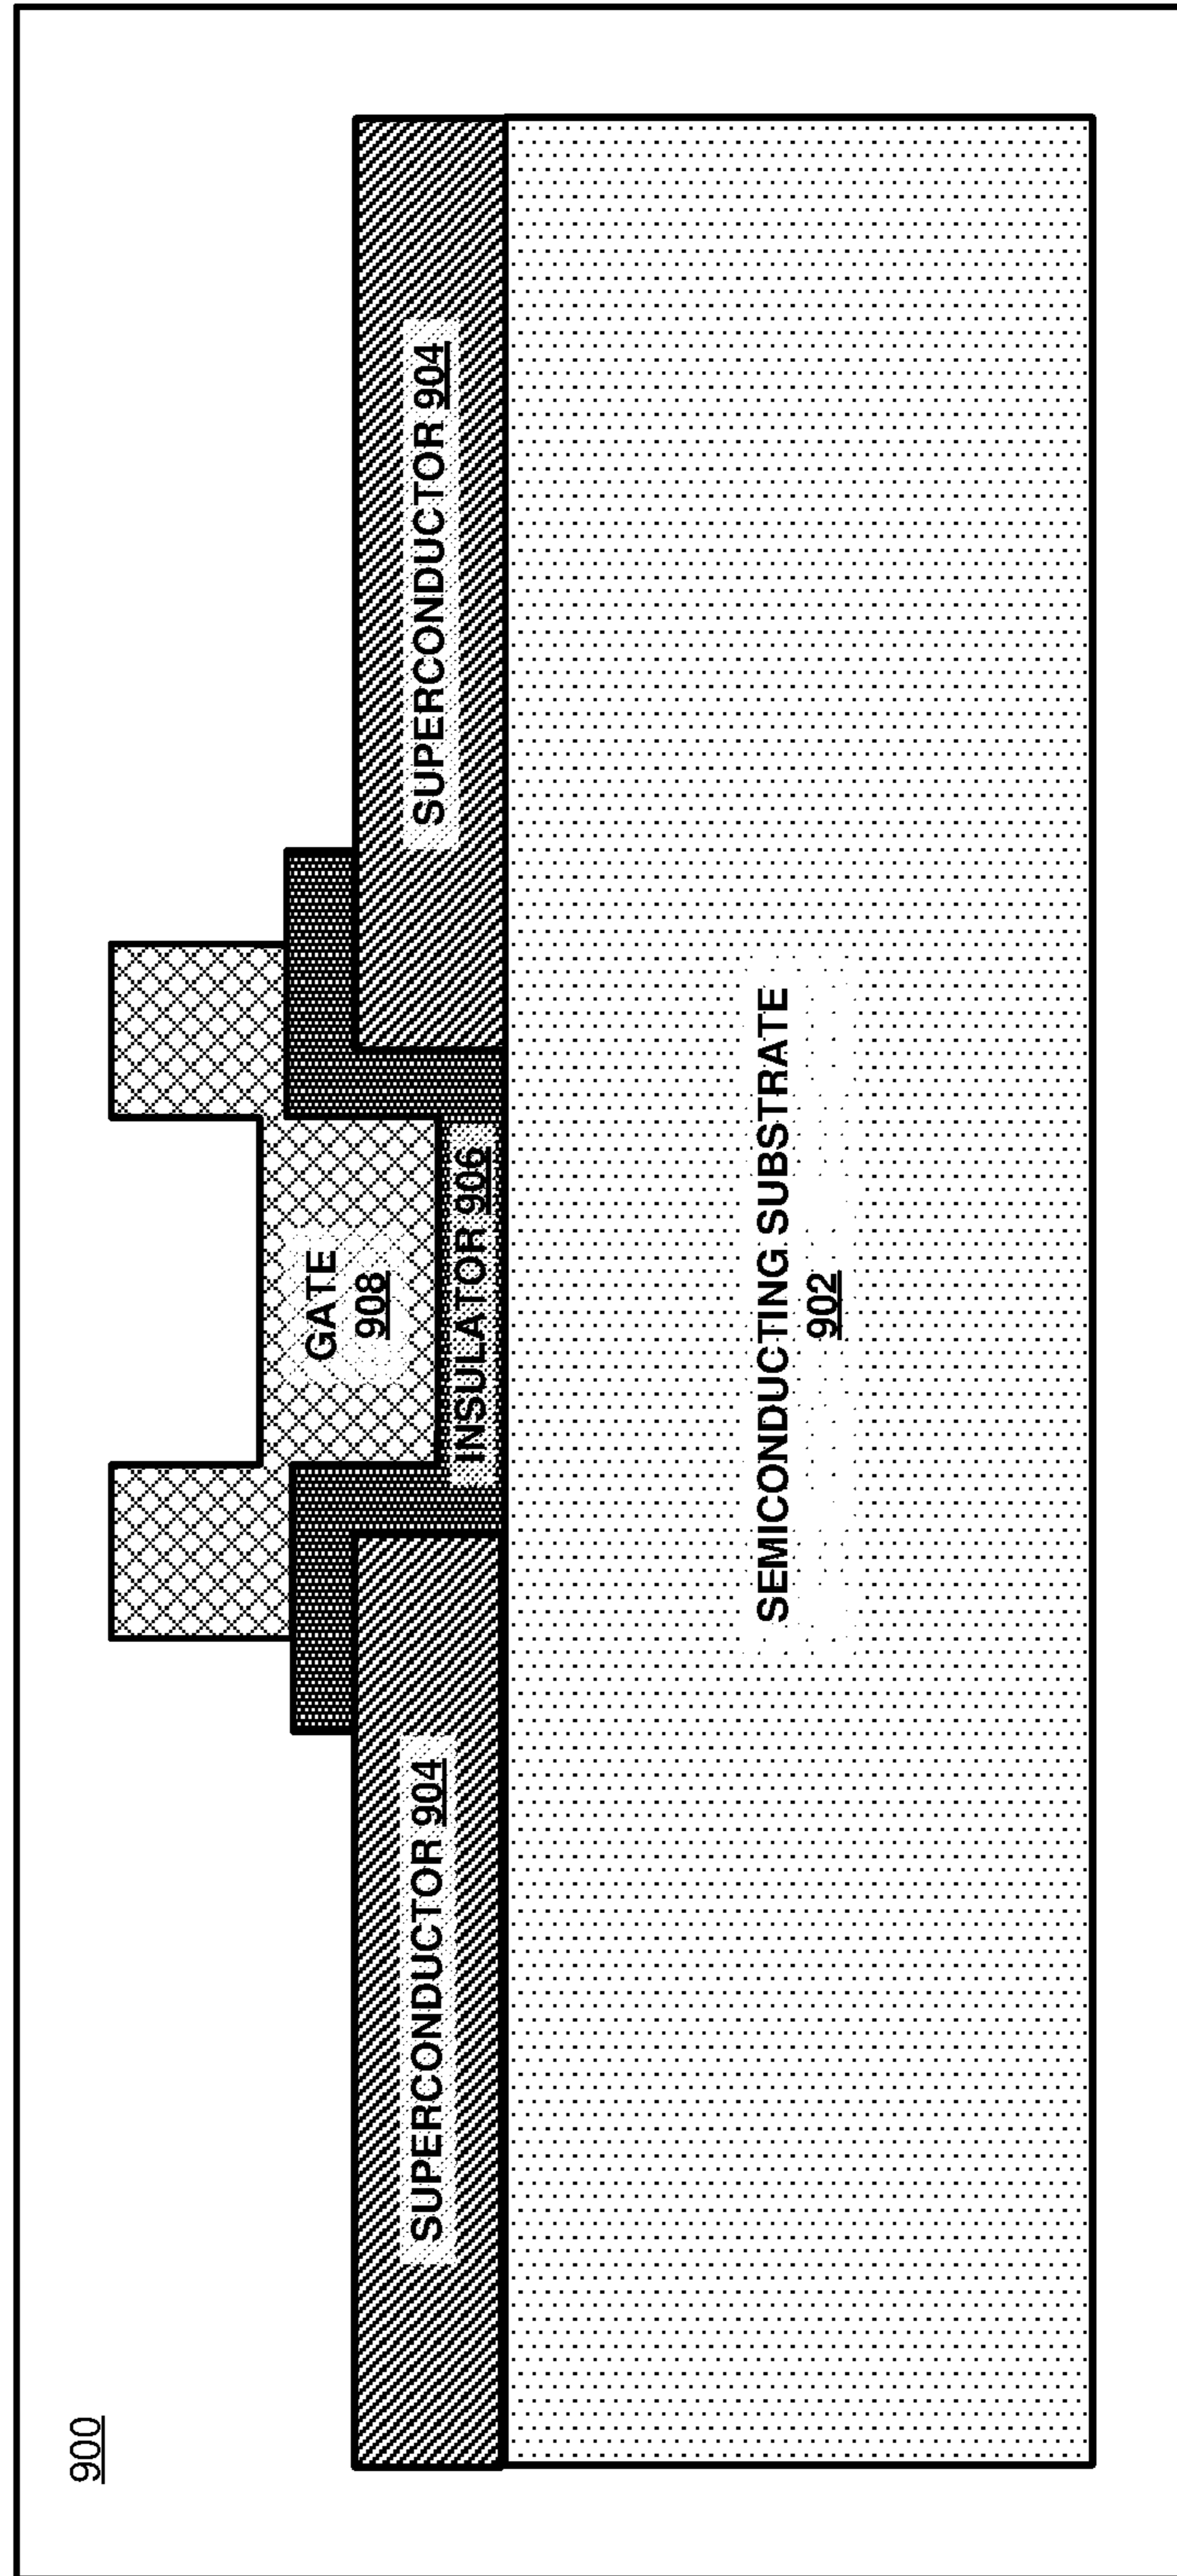 900
GATE
908
SUPERCONDUCTOR 904
SUPERCONDUCTOR 904
INSULATOR 906
SEMICONDUCTING SUBSTRATE
902